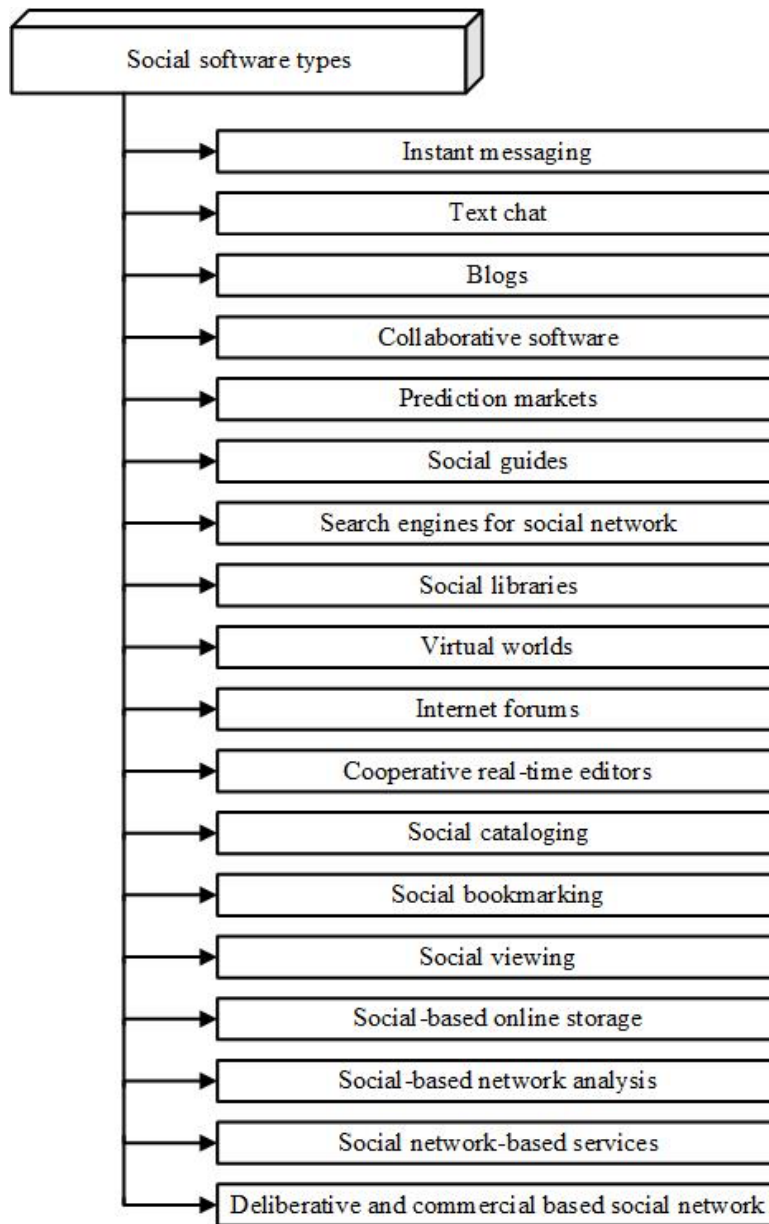 Social software types
Instant messaging
Text chat
Blogs
Collaborative software
Prediction markets
Social guides
Search engines for social network
Social libraries
Virtual worlds
Internet forums
Cooperative real-time editors
Social cataloging
Social bookmarking
Social viewing
Social-based online storage
Social-based network analysis
Social network-based services
Deliberative and commercial based social network